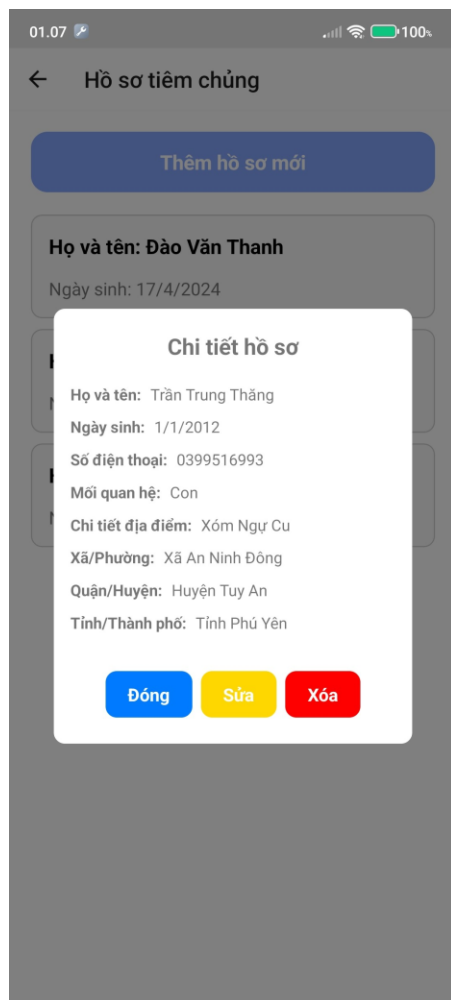 01.07 100%
Hồ sơ tiêm chủng
Thêm hồ sơ mới
Họ và tên: Đào Văn Thanh
Ngày sinh: 17/4/2024
Chi tiết hồ sơ
Họ và tên: Trần Trung Thăng
Ngày sinh: 1/1/2012
Số điện thoại: 0399516993
Mối quan hệ: Con
Chi tiết địa điểm: Xóm Ngự Cu
Xã/Phường: Xã An Ninh Đông
Quận/Huyện: Huyện Tuy An
Tỉnh/Thành phố: Tỉnh Phú Yên
Đóng Sửa Xóa